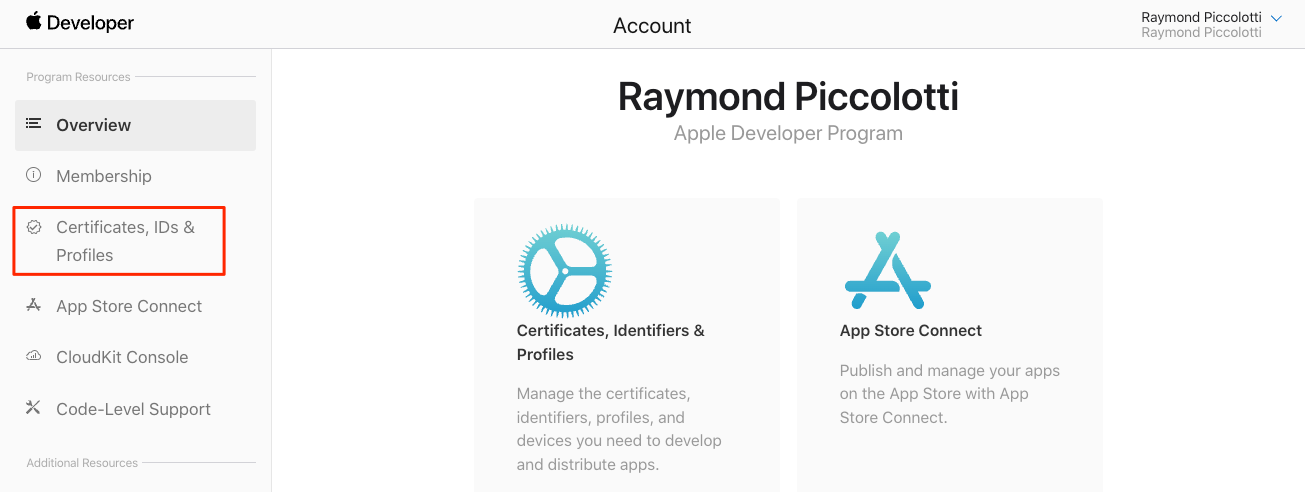 Developer
Account
Raymond Piccolotti
Raymond Piccolotti
Program Resources
Overview
Membership
Certificates, IDs &
Profiles
App Store Connect
CloudKit Console
Code-Level Support
Additional Resources
Raymond Piccolotti
Apple Developer Program
Certificates, Identifiers &
Profiles
Manage the certificates,
identifiers, profiles, and
devices you need to develop
and distribute apps.
App Store Connect
Publish and manage your apps
on the App Store with App
Store Connect.